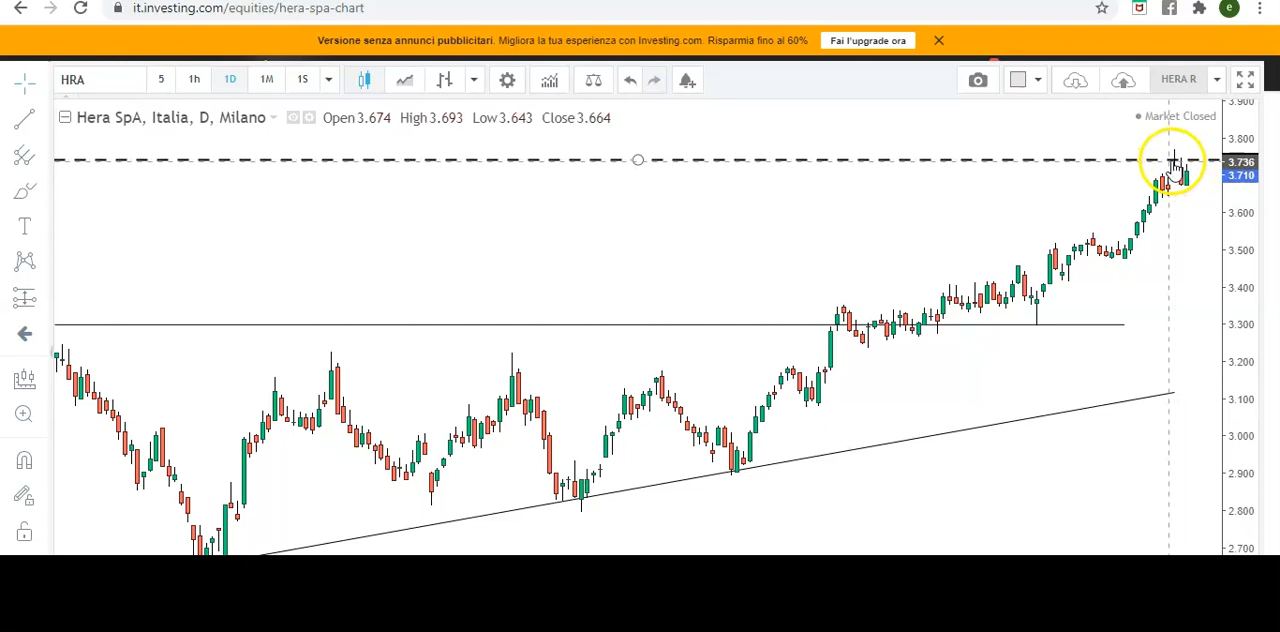 it.investing.com/equities/hera-spa-chart
e
Versione senza annunci pubblicitari. Migliora la tua esperienza con Investing.com. Risparmia fino al 60% Fai l'upgrade ora
HRA 5 1h 1D 1M 1S HERA R
Hera SpA, Italia, D, Milano Open 3.674 High 3.693 Low 3.643 Close 3.664
Market Closed
3.900
3.800
3.736
3.710
3.600
3.500
3.400
3.300
3.200
3.100
3.000
2.900
2.800
2.700
T